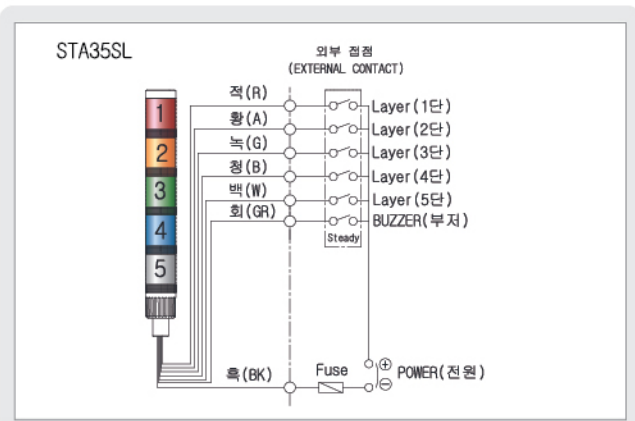 STA35SL
외부 접점
(EXTERNAL CONTACT)
적(R) Layer(1단)
황(A) Layer(2단)
녹(G) Layer(3단)
청(B) Layer(4단)
백(W) Layer(5단)
회(GR) BUZZER(부저)
Steady
1
2
3
4
5
흑(BK) Fuse ⊕ ⊖ POWER(전원)